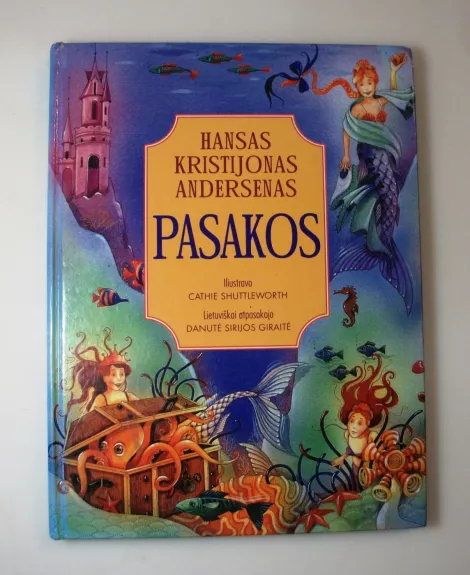 HANSAS
KRISTIJONAS
ANDERSENAS
PASAKOS
Iliustravo
CATHIE SHUTTLEWORTH
Lietuviškai atpasakojo
DANUTĖ SIRIJOS GIRAITĖ